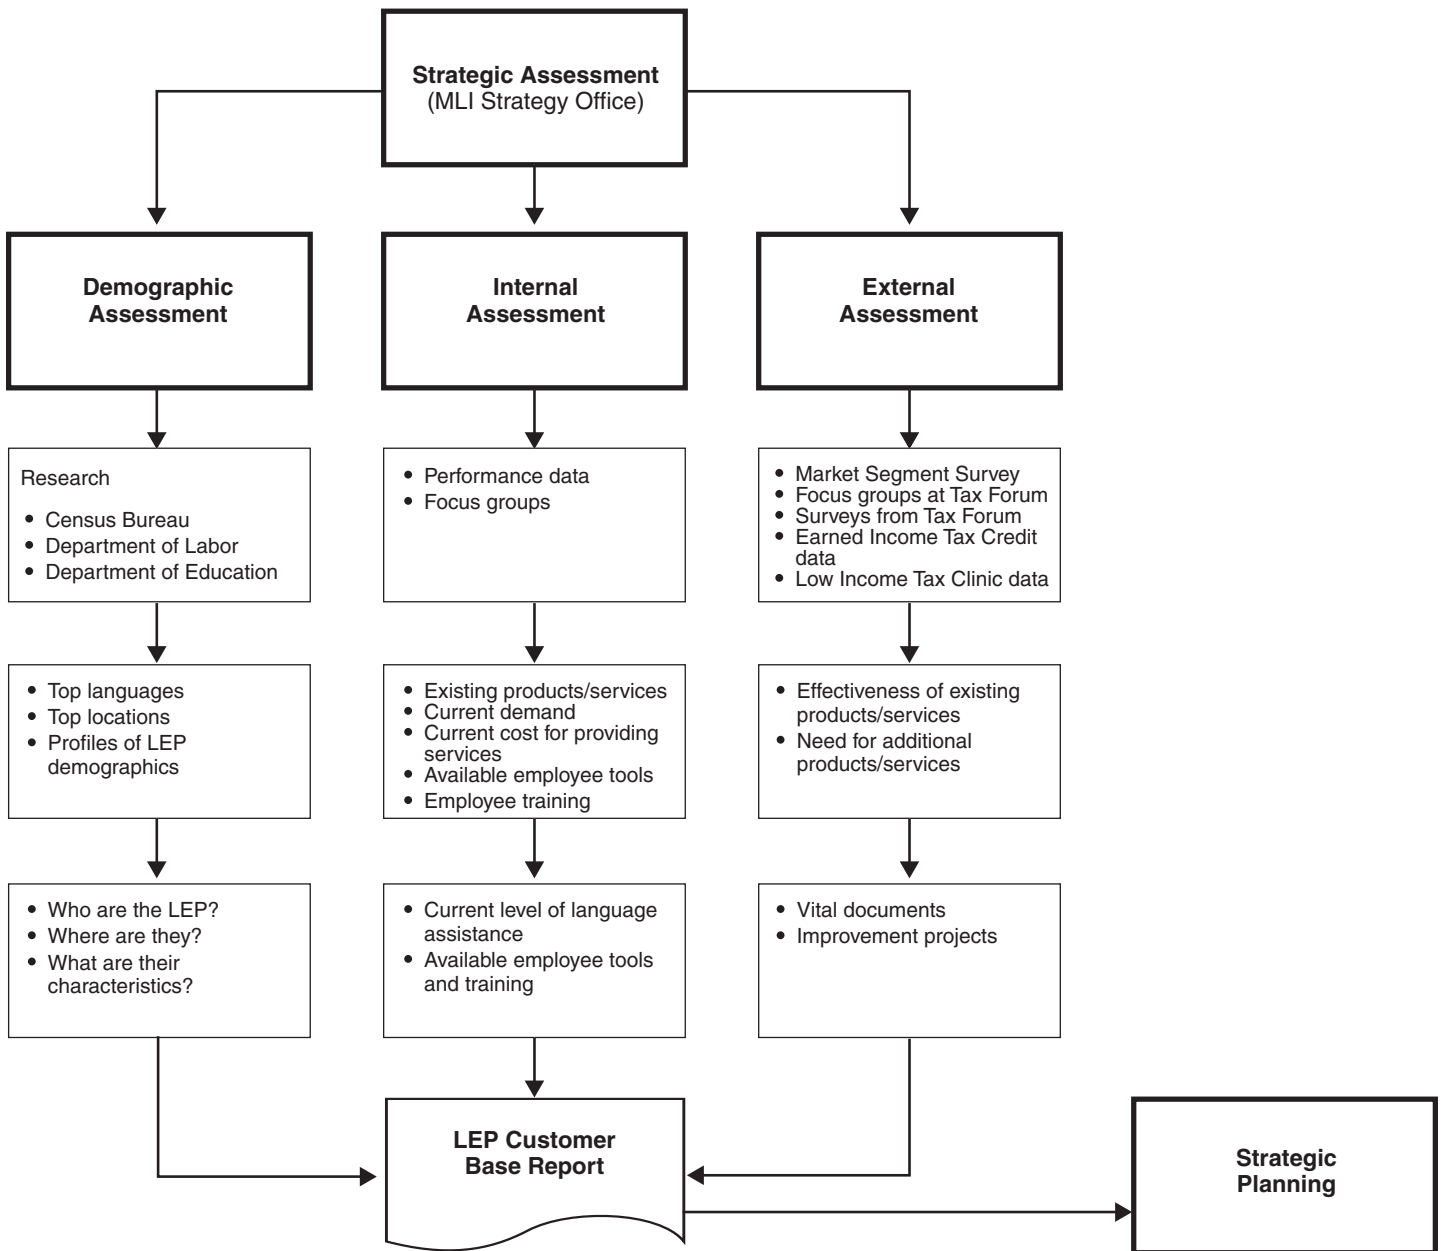 Strategic Assessment
(MLI Strategy Office)
Demographic
Assessment
Internal
Assessment
External
Assessment
Research
• Census Bureau
• Department of Labor
• Department of Education
• Performance data
• Focus groups
• Market Segment Survey
• Focus groups at Tax Forum
• Surveys from Tax Forum
• Earned Income Tax Credit
data
• Low Income Tax Clinic data
• Top languages
• Top locations
• Profiles of LEP
demographics
• Existing products/services
• Current demand
• Current cost for providing
services
• Available employee tools
• Employee training
• Effectiveness of existing
products/services
• Need for additional
products/services
• Who are the LEP?
• Where are they?
• What are their
characteristics?
• Current level of language
assistance
• Available employee tools
and training
• Vital documents
• Improvement projects
LEP Customer
Base Report
Strategic
Planning